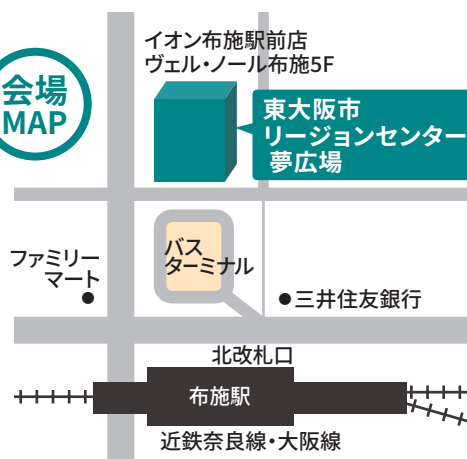 会場
MAP
イオン布施駅前店
ヴェル・ノール布施5F
東大阪市
リージョンセンター
夢広場
ファミリー
マート
バス
ターミナル
三井住友銀行
北改札口
布施駅
近鉄奈良線・大阪線